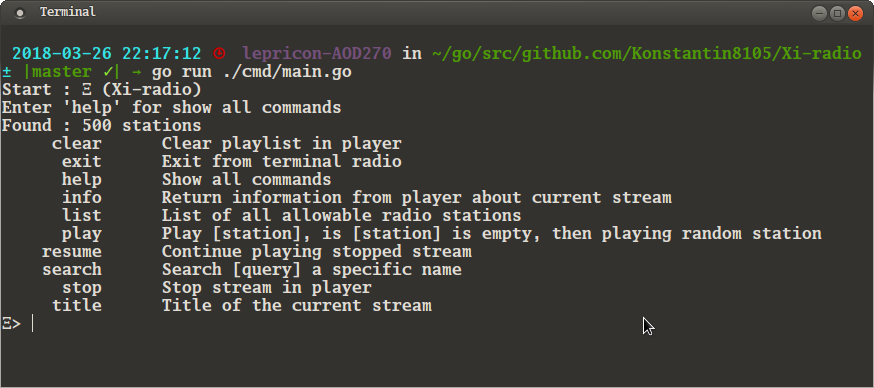 Terminal
2018-03-26 22:17:12 lepricon-AOD270 in ~/go/src/github.com/Konstantin8105/Xi-radio
± |master ✓| → go run ./cmd/main.go
Start : Ξ (Xi-radio)
Enter 'help' for show all commands
Found : 500 stations
clear Clear playlist in player
exit Exit from terminal radio
help Show all commands
info Return information from player about current stream
list List of all allowable radio stations
play Play [station], is [station] is empty, then playing random station
resume Continue playing stopped stream
search Search [query] a specific name
stop Stop stream in player
title Title of the current stream
Ξ>